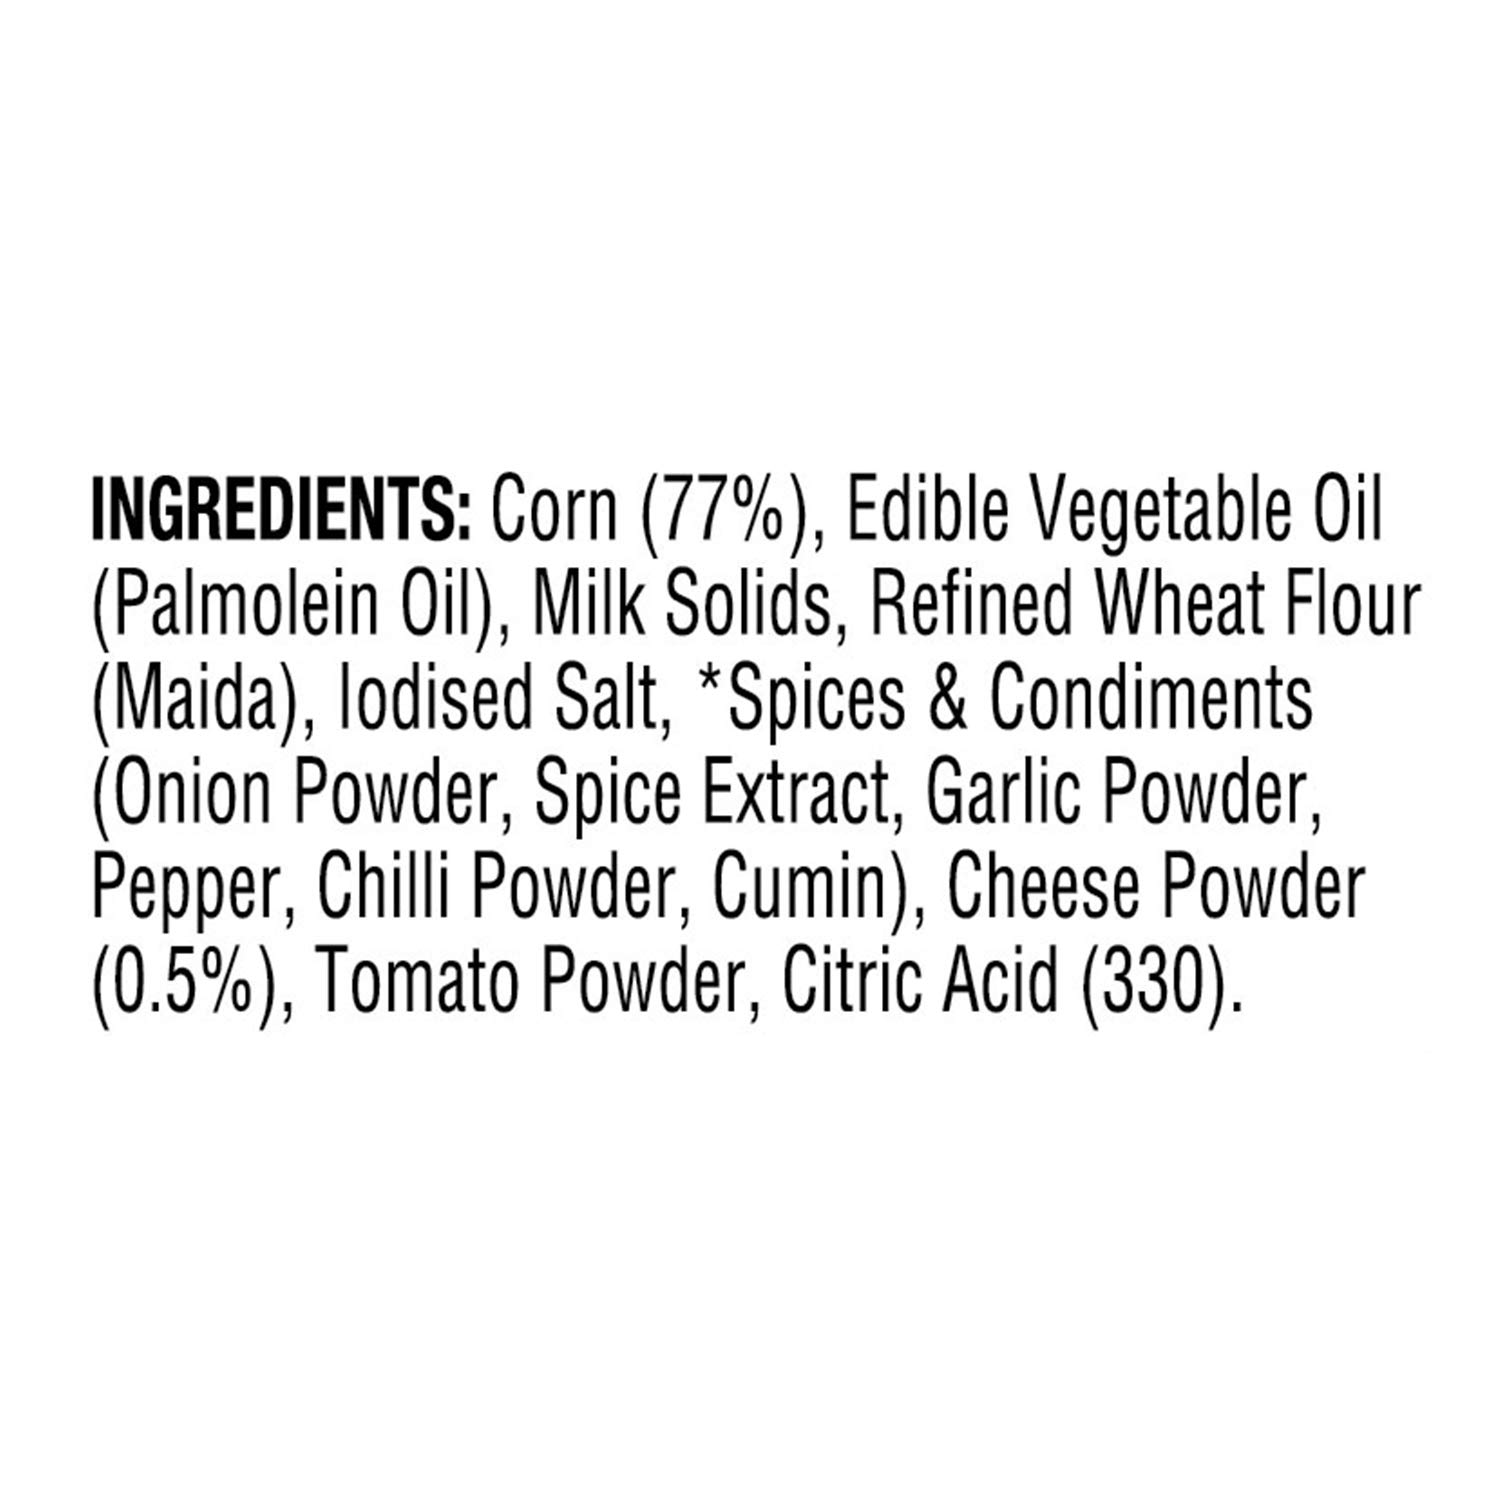 INGREDIENTS: Corn (77%), Edible Vegetable Oil
(Palmolein Oil), Milk Solids, Refined Wheat Flour
(Maida), Iodised Salt, *Spices & Condiments
(Onion Powder, Spice Extract, Garlic Powder,
Pepper, Chilli Powder, Cumin), Cheese Powder
(0.5%), Tomato Powder, Citric Acid (330).